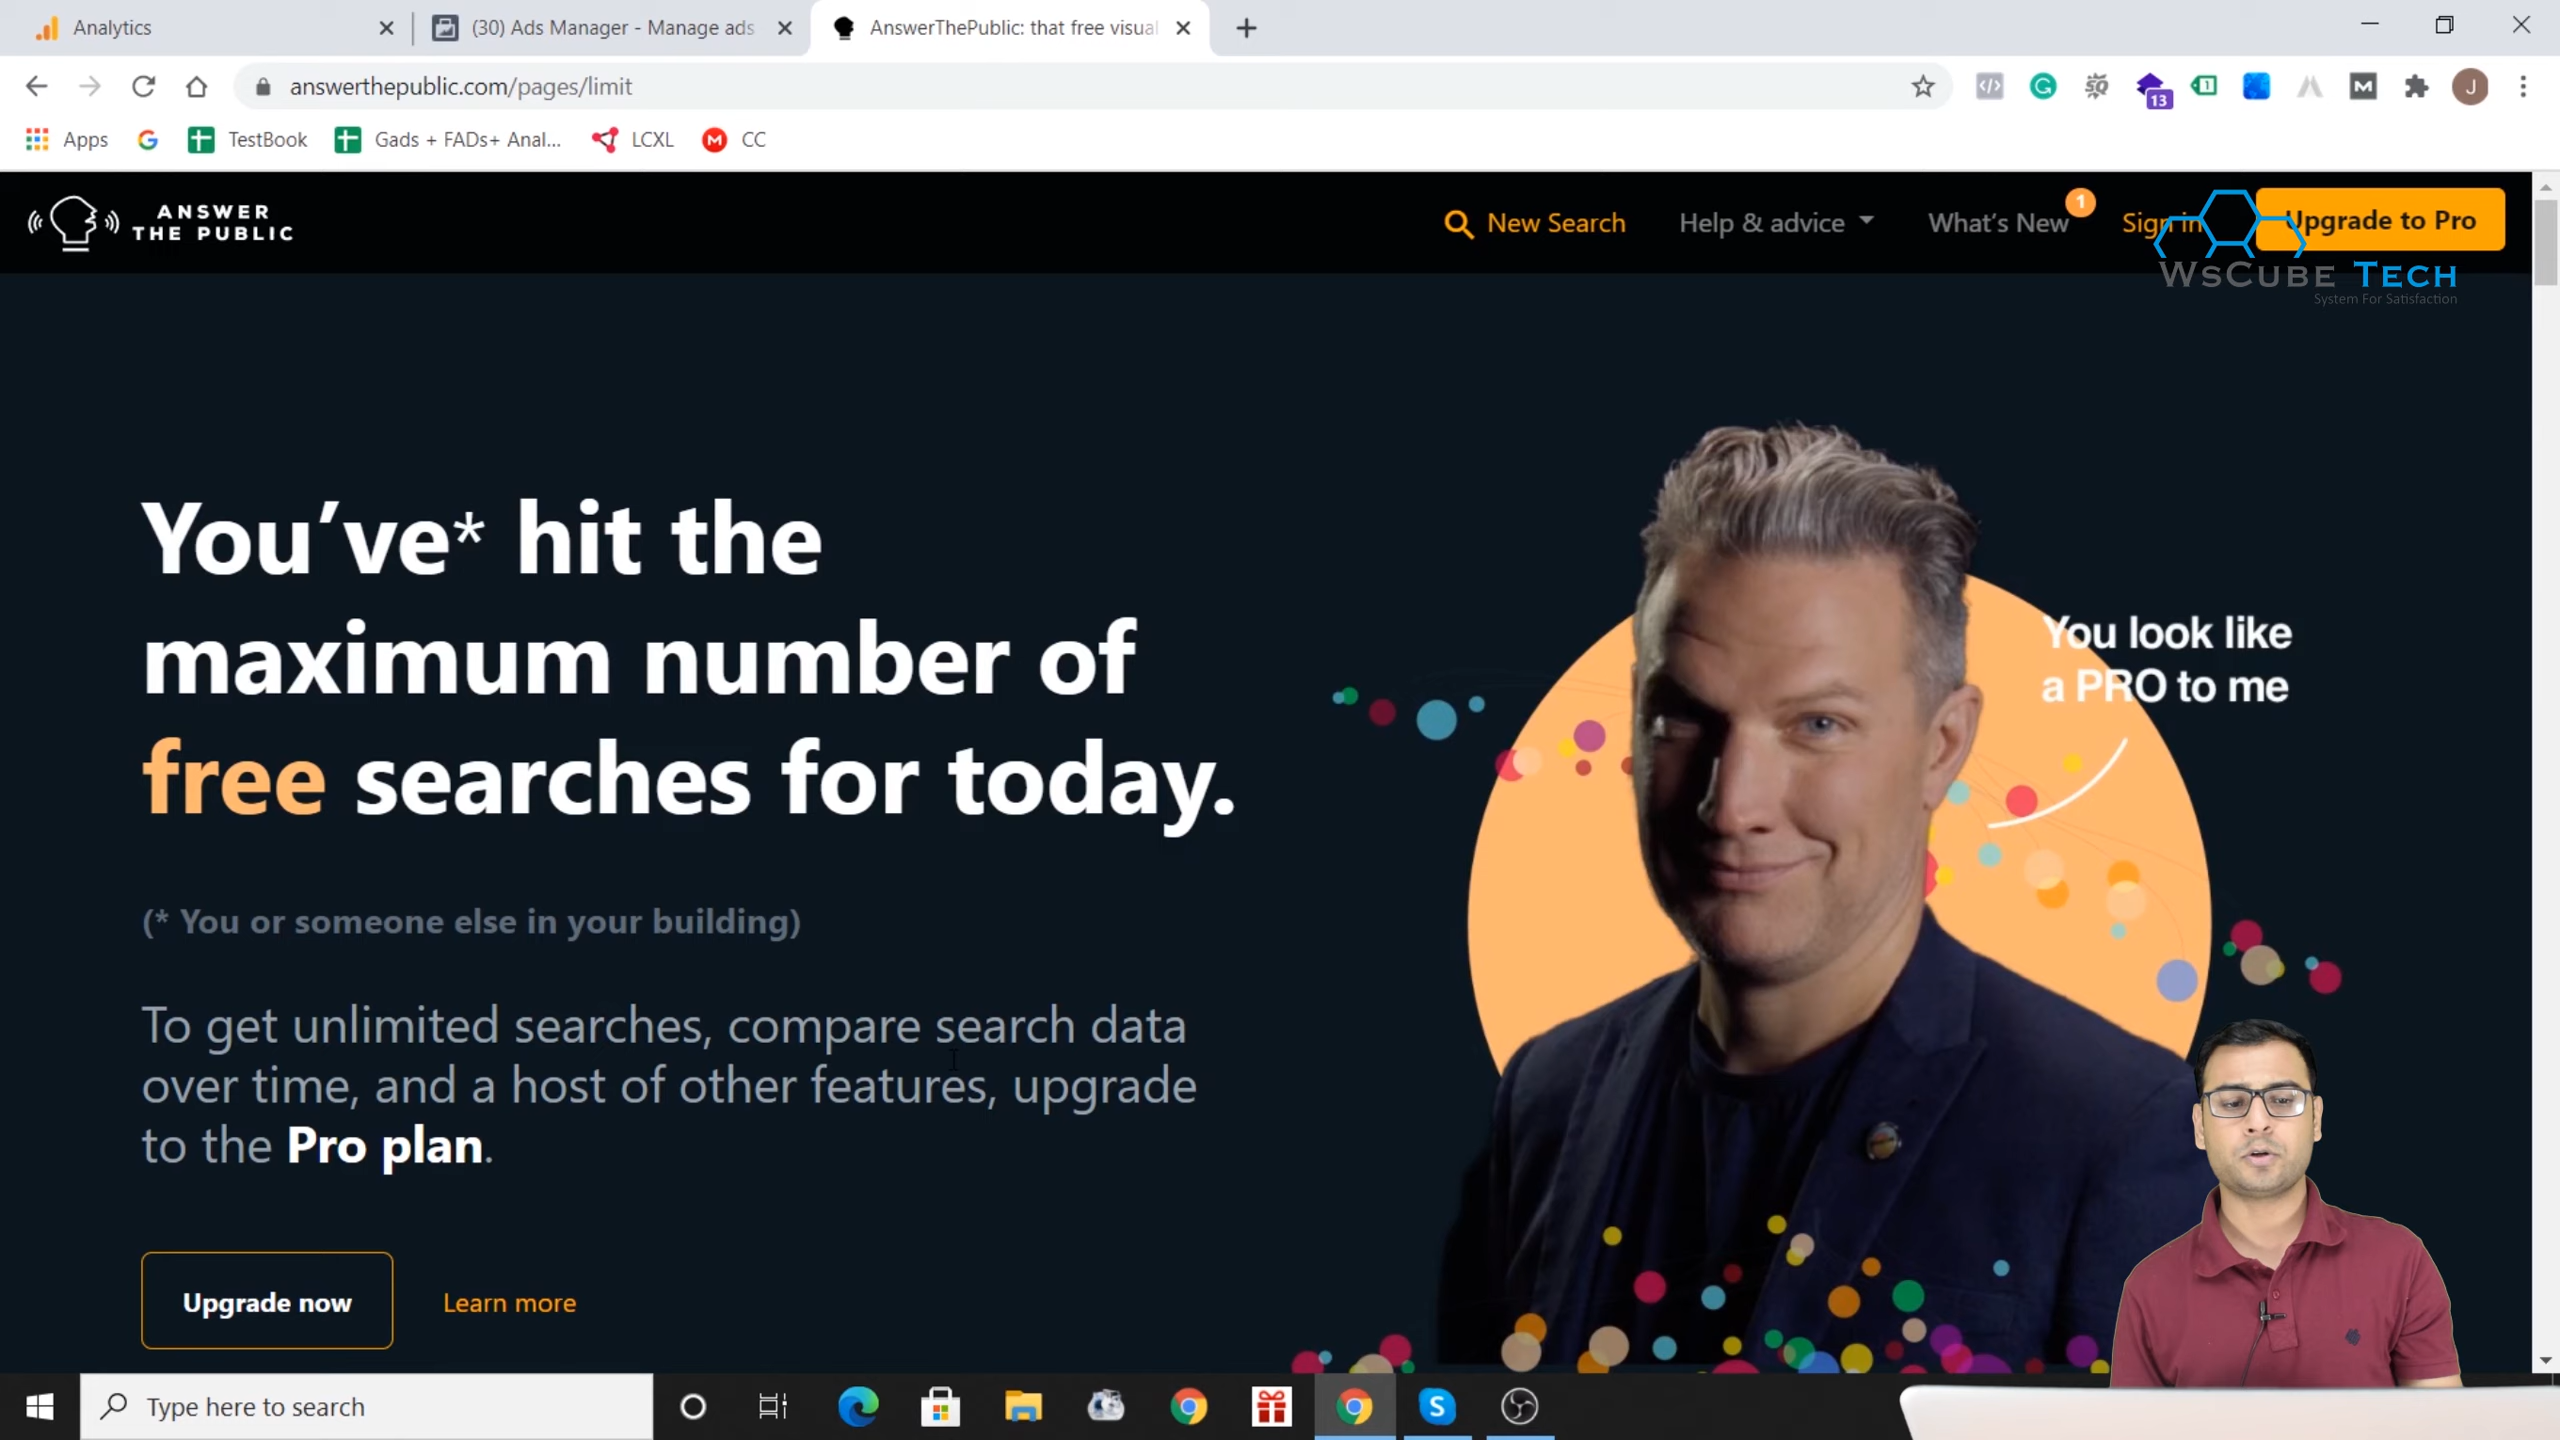 Analytics
(30) Ads Manager - Manage ads
AnswerThePublic: that free visual
answerthepublic.com/pages/limit
13
1
M
J
Apps
G
TestBook
Gads + FADs+ Anal...
LCXL
M
CC
ANSWER
THE PUBLIC
New Search
Help & advice
What's New
1
Sign in
Upgrade to Pro
WsCube Tech
System For Satisfaction
You've* hit the
maximum number of
free searches for today.
You look like
a PRO to me
(* You or someone else in your building)
To get unlimited searches, compare search data
over time, and a host of other features, upgrade
to the Pro plan.
Upgrade now
Learn more
Type here to search
S